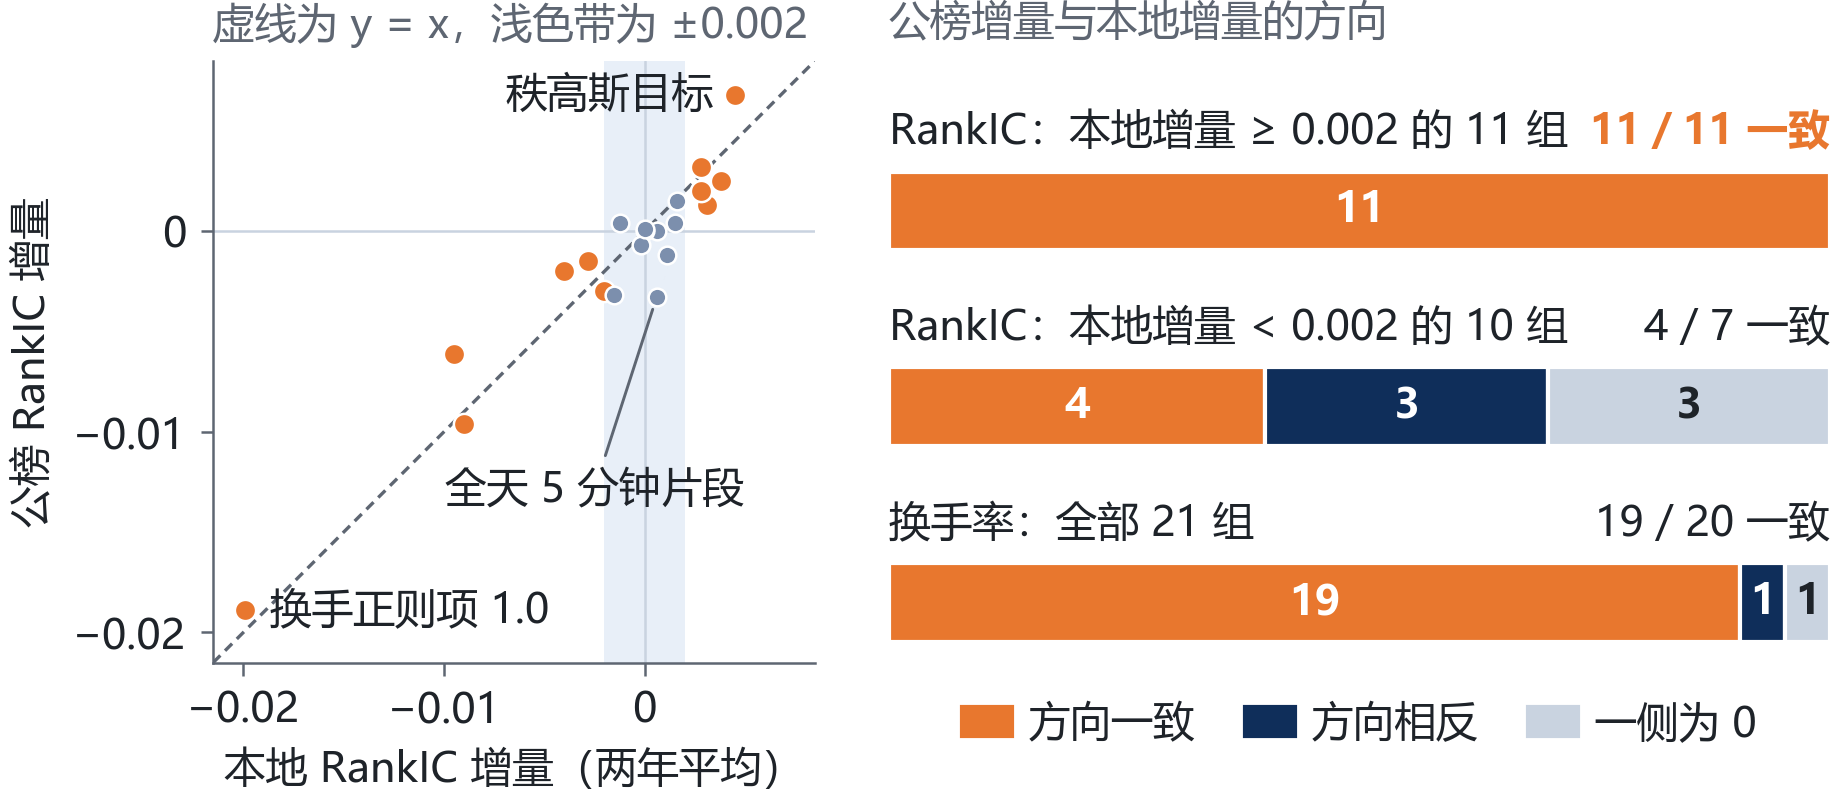 虚线为 y = x，浅色带为 ±0.002
秩高斯目标
0
−0.01
−0.02
公榜 RankIC 增量
全天 5 分钟片段
换手正则项 1.0
−0.02
−0.01
0
本地 RankIC 增量（两年平均）
公榜增量与本地增量的方向
RankIC：本地增量 ≥ 0.002 的 11 组 11 / 11 一致
11
RankIC：本地增量 < 0.002 的 10 组 4 / 7 一致
4 3 3
换手率：全部 21 组 19 / 20 一致
19 1 1
方向一致 方向相反 一侧为 0